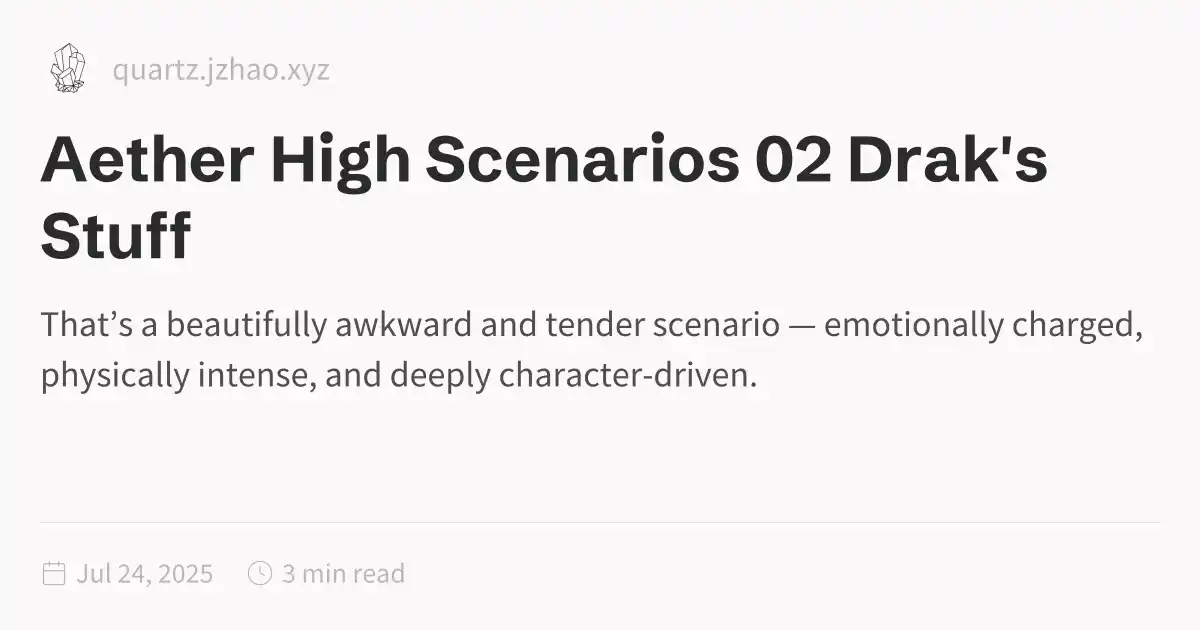 quartz.jzhao.xyz
Aether High Scenarios 02 Drak's
Stuff
That’s a beautifully awkward and tender scenario — emotionally charged,
physically intense, and deeply character-driven.
Jul 24, 2025 3 min read